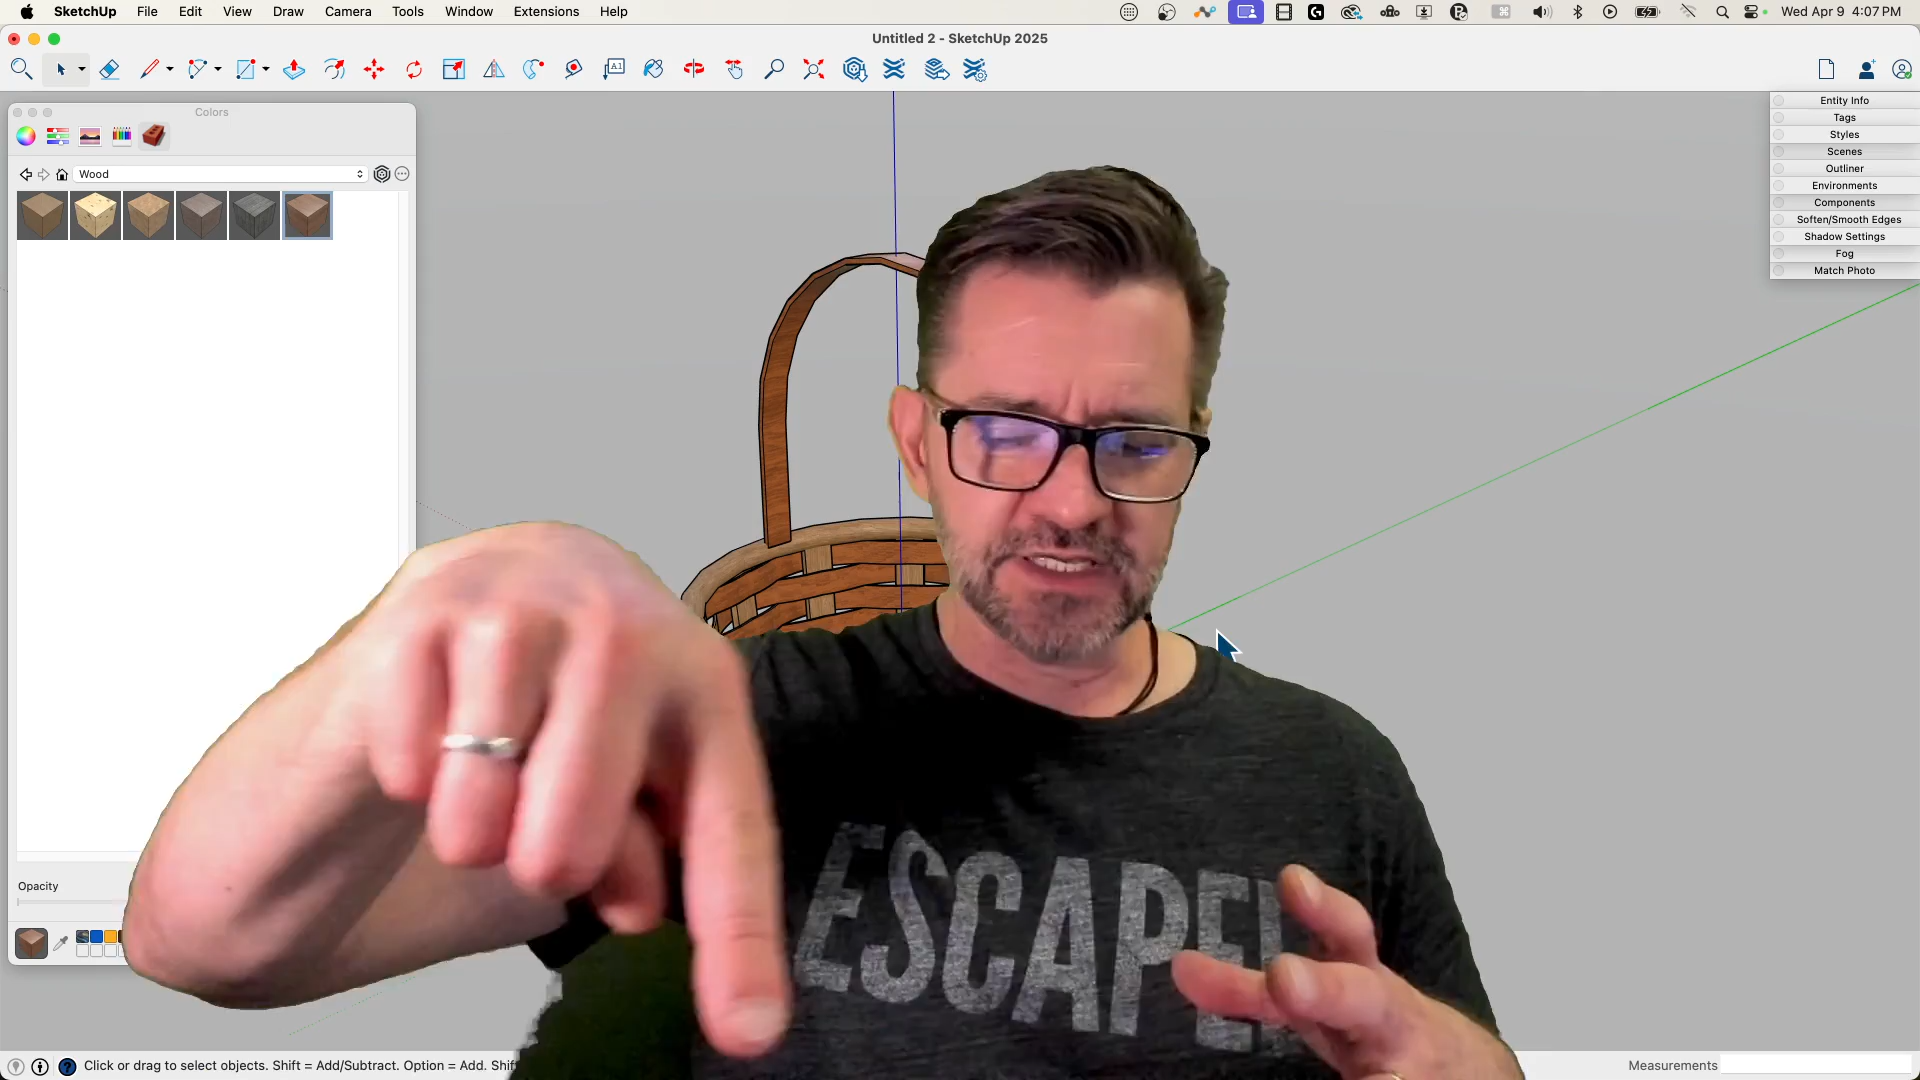 SketchUp File Edit View Draw Camera Tools Window Extensions Help Wed Apr 9 4:07 PM
Untitled 2 - SketchUp 2025
A1
Colors
Wood
Opacity
Entity Info
Tags
Styles
Scenes
Outliner
Environments
Components
Soften/Smooth Edges
Shadow Settings
Fog
Match Photo
Click or drag to select objects. Shift = Add/Subtract. Option = Add.
Measurements